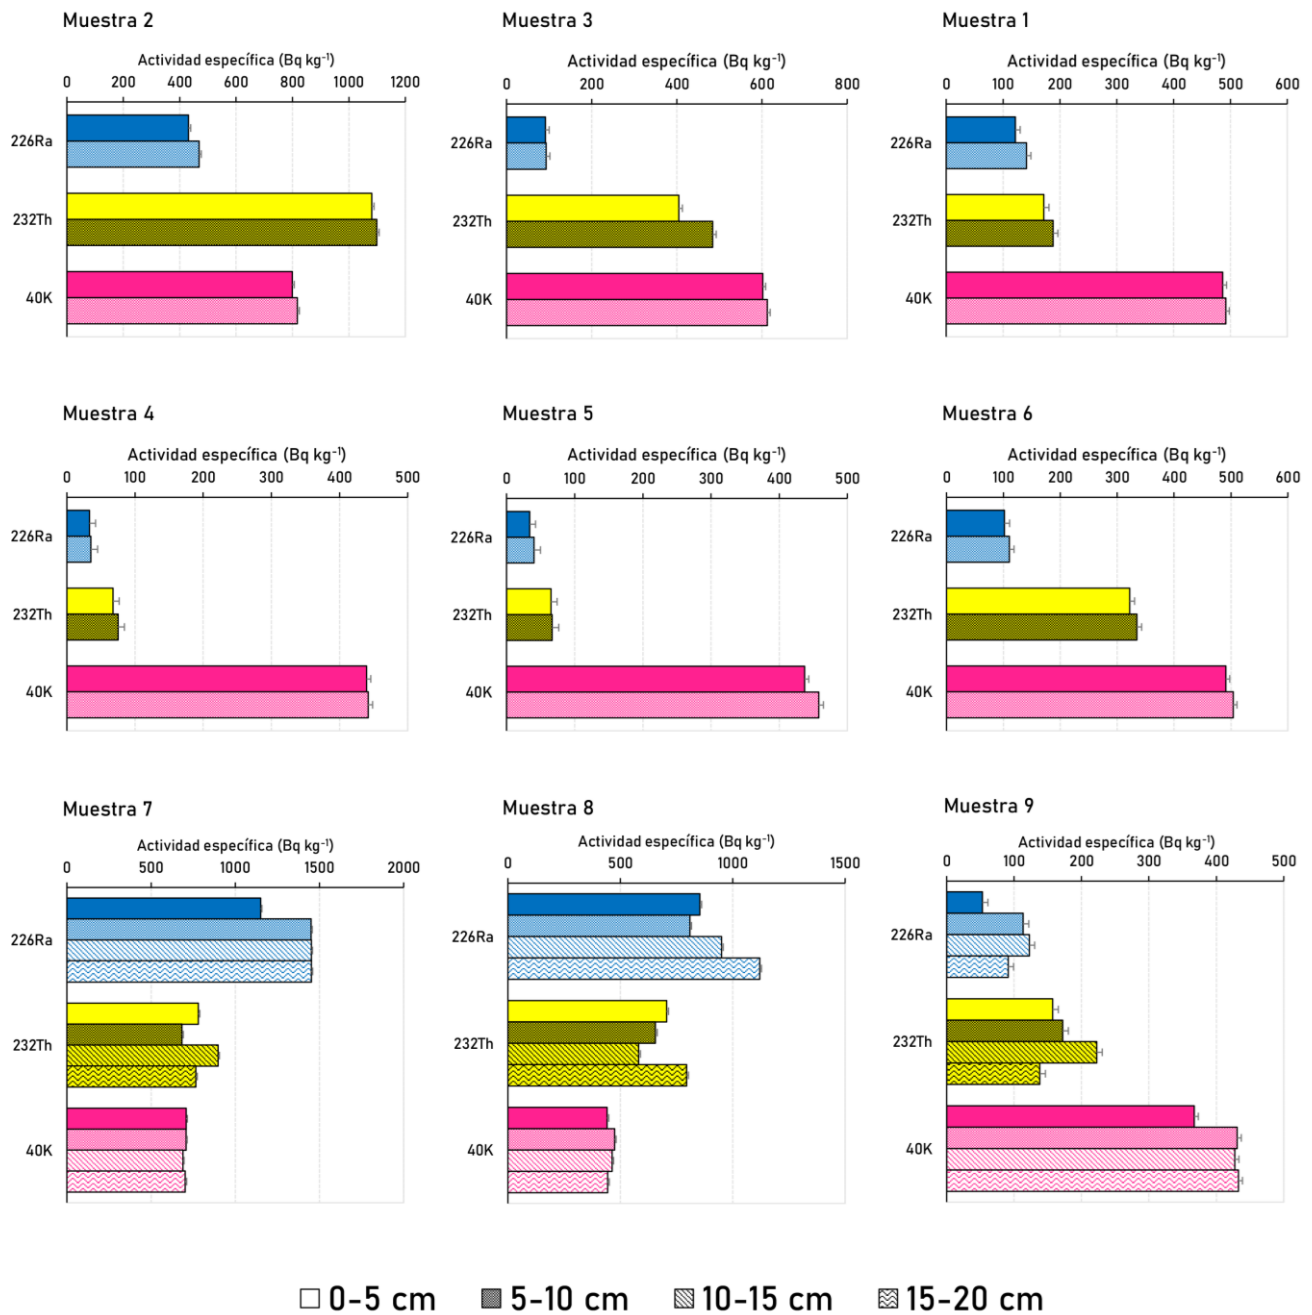 Muestra 2
Actividad específica (Bq kg⁻¹)
0 200 400 600 800 1000 1200
226Ra
232Th
40K
Muestra 3
Actividad específica (Bq kg⁻¹)
0 200 400 600 800
226Ra
232Th
40K
Muestra 1
Actividad específica (Bq kg⁻¹)
0 100 200 300 400 500 600
226Ra
232Th
40K
Muestra 4
Actividad específica (Bq kg⁻¹)
0 100 200 300 400 500
226Ra
232Th
40K
Muestra 5
Actividad específica (Bq kg⁻¹)
0 100 200 300 400 500
226Ra
232Th
40K
Muestra 6
Actividad específica (Bq kg⁻¹)
0 100 200 300 400 500 600
226Ra
232Th
40K
Muestra 7
Actividad específica (Bq kg⁻¹)
0 500 1000 1500 2000
226Ra
232Th
40K
Muestra 8
Actividad específica (Bq kg⁻¹)
0 500 1000 1500
226Ra
232Th
40K
Muestra 9
Actividad específica (Bq kg⁻¹)
0 100 200 300 400 500
226Ra
232Th
40K
0-5 cm 5-10 cm 10-15 cm 15-20 cm